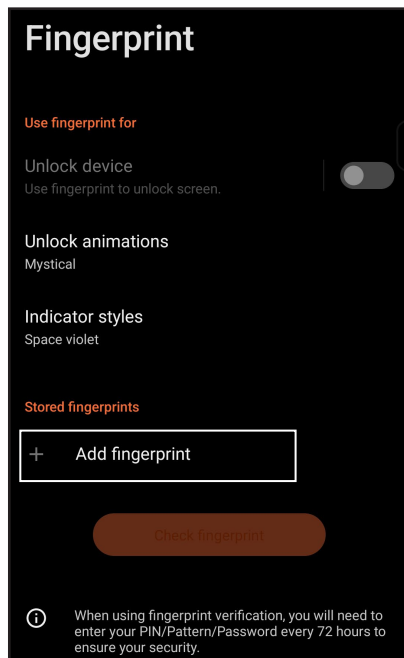 Fingerprint
Use fingerprint for
Unlock device
Use fingerprint to unlock screen.
Unlock animations
Mystical
Indicator styles
Space violet
Stored fingerprints
+ Add fingerprint
Check fingerprint
When using fingerprint verification, you will need to
enter your PIN/Pattern/Password every 72 hours to
ensure your security.